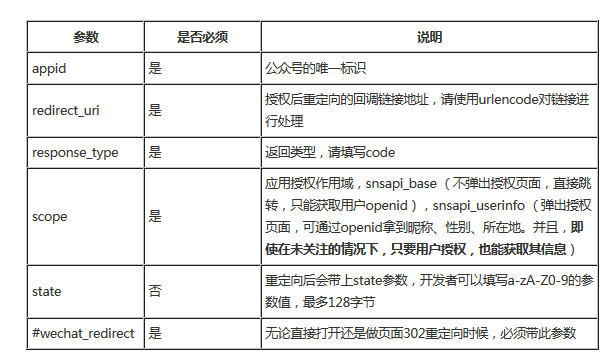 参数 是否必须 说明
appid 是 公众号的唯一标识
redirect_uri 是 授权后重定向的回调链接地址，请使用urlencode对链接进
行处理
response_type 是 返回类型，请填写code
scope 是 应用授权作用域，snsapi_base （不弹出授权页面，直接跳
转，只能获取用户openid），snsapi_userinfo （弹出授权
页面，可通过openid拿到昵称、性别、所在地。并且，即
使在未关注的情况下，只要用户授权，也能获取其信息）
state 否 重定向后会带上state参数，开发者可以填写a-zA-Z0-9的参
数值，最多128字节
#wechat_redirect 是 无论直接打开还是做页面302重定向时候，必须带此参数